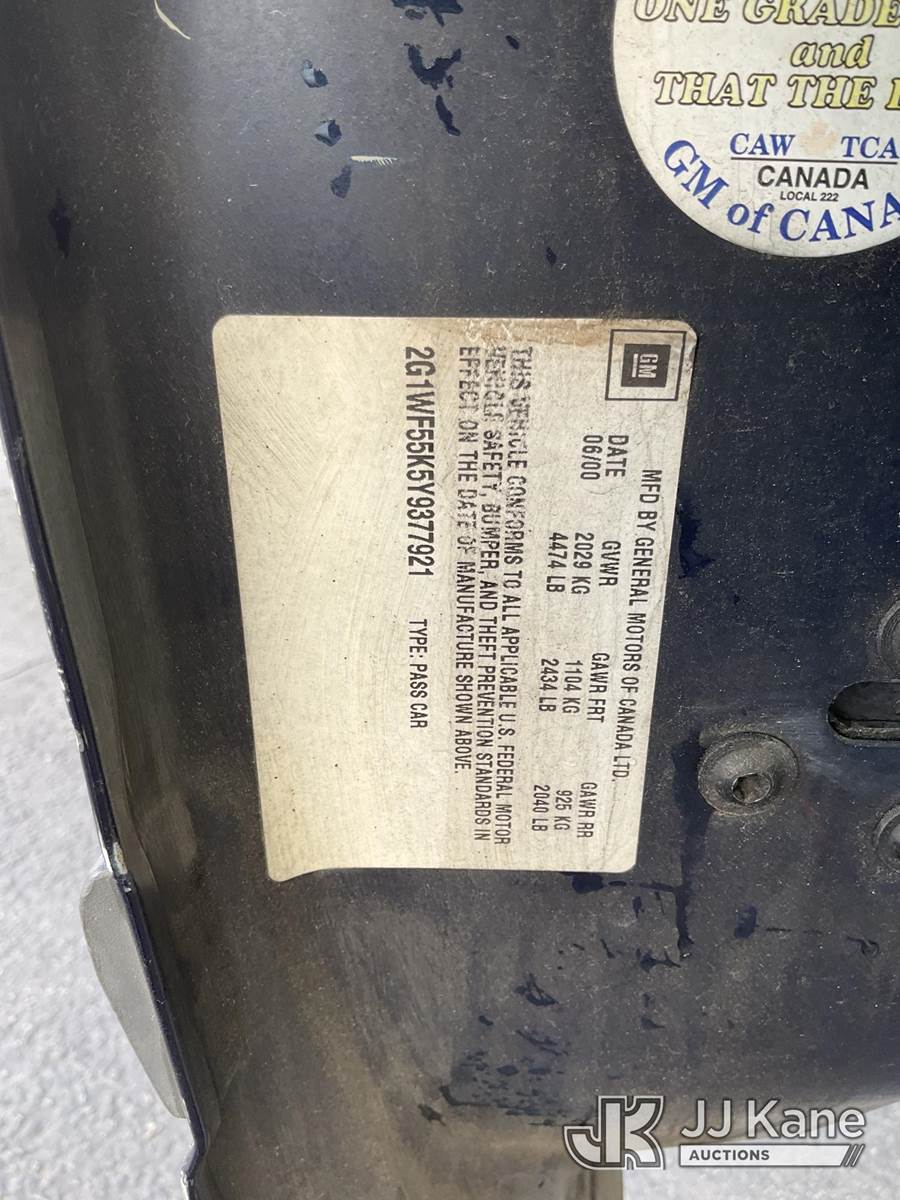 ONE GRADE
and
THAT THE
CAW TCA
CANADA
LOCAL 222
GM of CANA
GM
MFD BY GENERAL MOTORS OF CANADA LTD.
DATE GVWR GAWR FRT GAWR RR
06/00 2029 KG 1104 KG 925 KG
4474 LB 2434 LB 2040 LB
THIS VEHICLE CONFORMS TO ALL APPLICABLE U.S. FEDERAL MOTOR
VEHICLE SAFETY, BUMPER, AND THEFT PREVENTION STANDARDS IN
EFFECT ON THE DATE OF MANUFACTURE SHOWN ABOVE.
2G1WF55K5Y9377921 TYPE: PASS CAR
JK JJ Kane
AUCTIONS